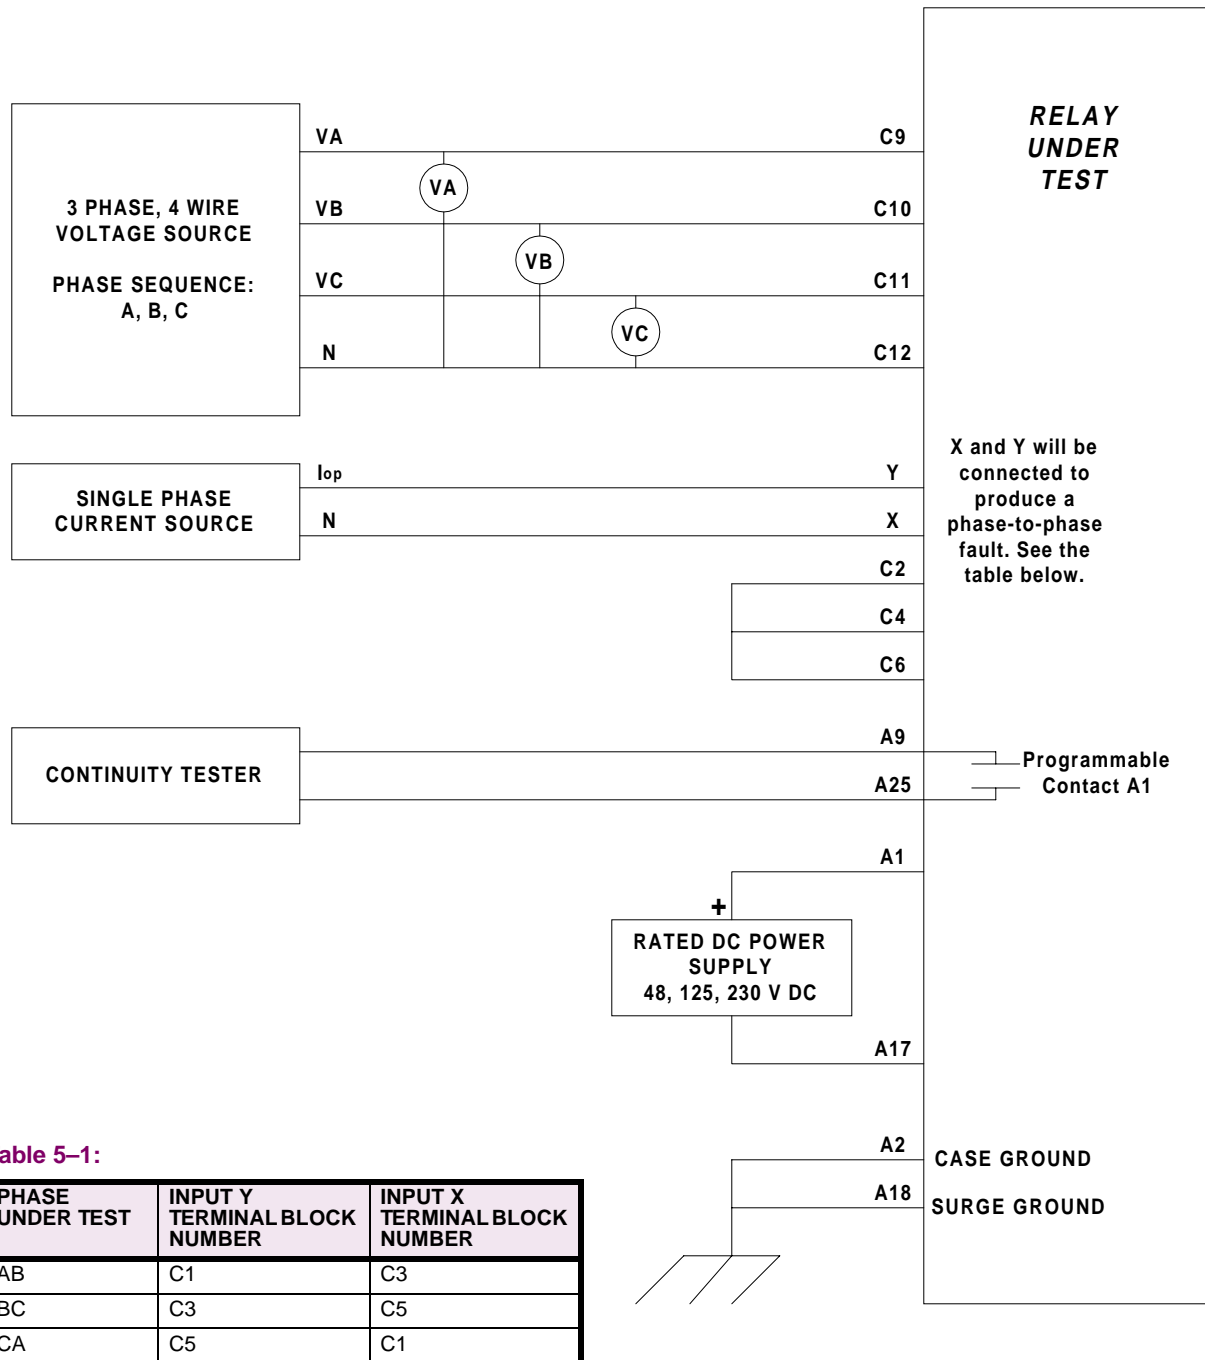 RELAY
UNDER
TEST
3 PHASE, 4 WIRE
VOLTAGE SOURCE
PHASE SEQUENCE:
A, B, C
VA
VA
C9
VB
VB
C10
VC
VC
C11
N
C12
SINGLE PHASE
CURRENT SOURCE
Iop
Y
N
X
X and Y will be
connected to
produce a
phase-to-phase
fault. See the
table below.
C2
C4
C6
CONTINUITY TESTER
A9
A25
Programmable
Contact A1
A1
+
RATED DC POWER
SUPPLY
48, 125, 230 V DC
A17
A2
CASE GROUND
A18
SURGE GROUND
able 5–1:
PHASE
UNDER TEST
INPUT Y
TERMINAL BLOCK
NUMBER
INPUT X
TERMINAL BLOCK
NUMBER
AB C1 C3
BC C3 C5
CA C5 C1